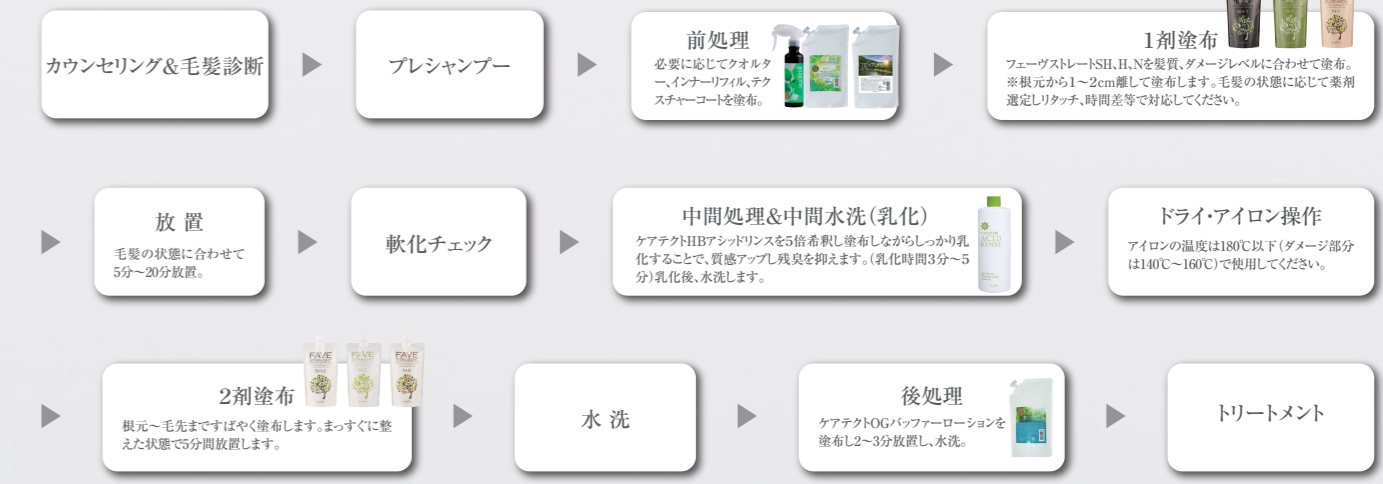 カウンセリング&毛髪診断
プレシャンプー
前処理
必要に応じてクオルタ
ー、インナーリフィル、テク
スチャーコートを塗布。
1剤塗布
フェーヴストレートSH、H、Nを髪質、ダメージレベルに合わせて塗布。
※根元から1〜2cm離して塗布します。毛髪の状態に応じて薬剤
選定しリタッチ、時間差等で対応してください。
放 置
毛髪の状態に合わせて
5分〜20分放置。
軟化チェック
中間処理&中間水洗(乳化)
ケアテクトHBアシッドリンスを5倍希釈し塗布しながらしっかり乳
化することで、質感アップし残臭を抑えます。(乳化時間3分〜5
分)乳化後、水洗します。
ACID
RINSE
ドライ・アイロン操作
アイロンの温度は180℃以下(ダメージ部分
は140℃〜160℃)で使用してください。
2剤塗布
FAVE
FAVE
FAVE
根元〜毛先まですばやく塗布します。まっすぐに整
えた状態で5分間放置します。
水 洗
後処理
ケアテクトOGバッファーローションを
塗布し2〜3分放置し、水洗。
トリートメント